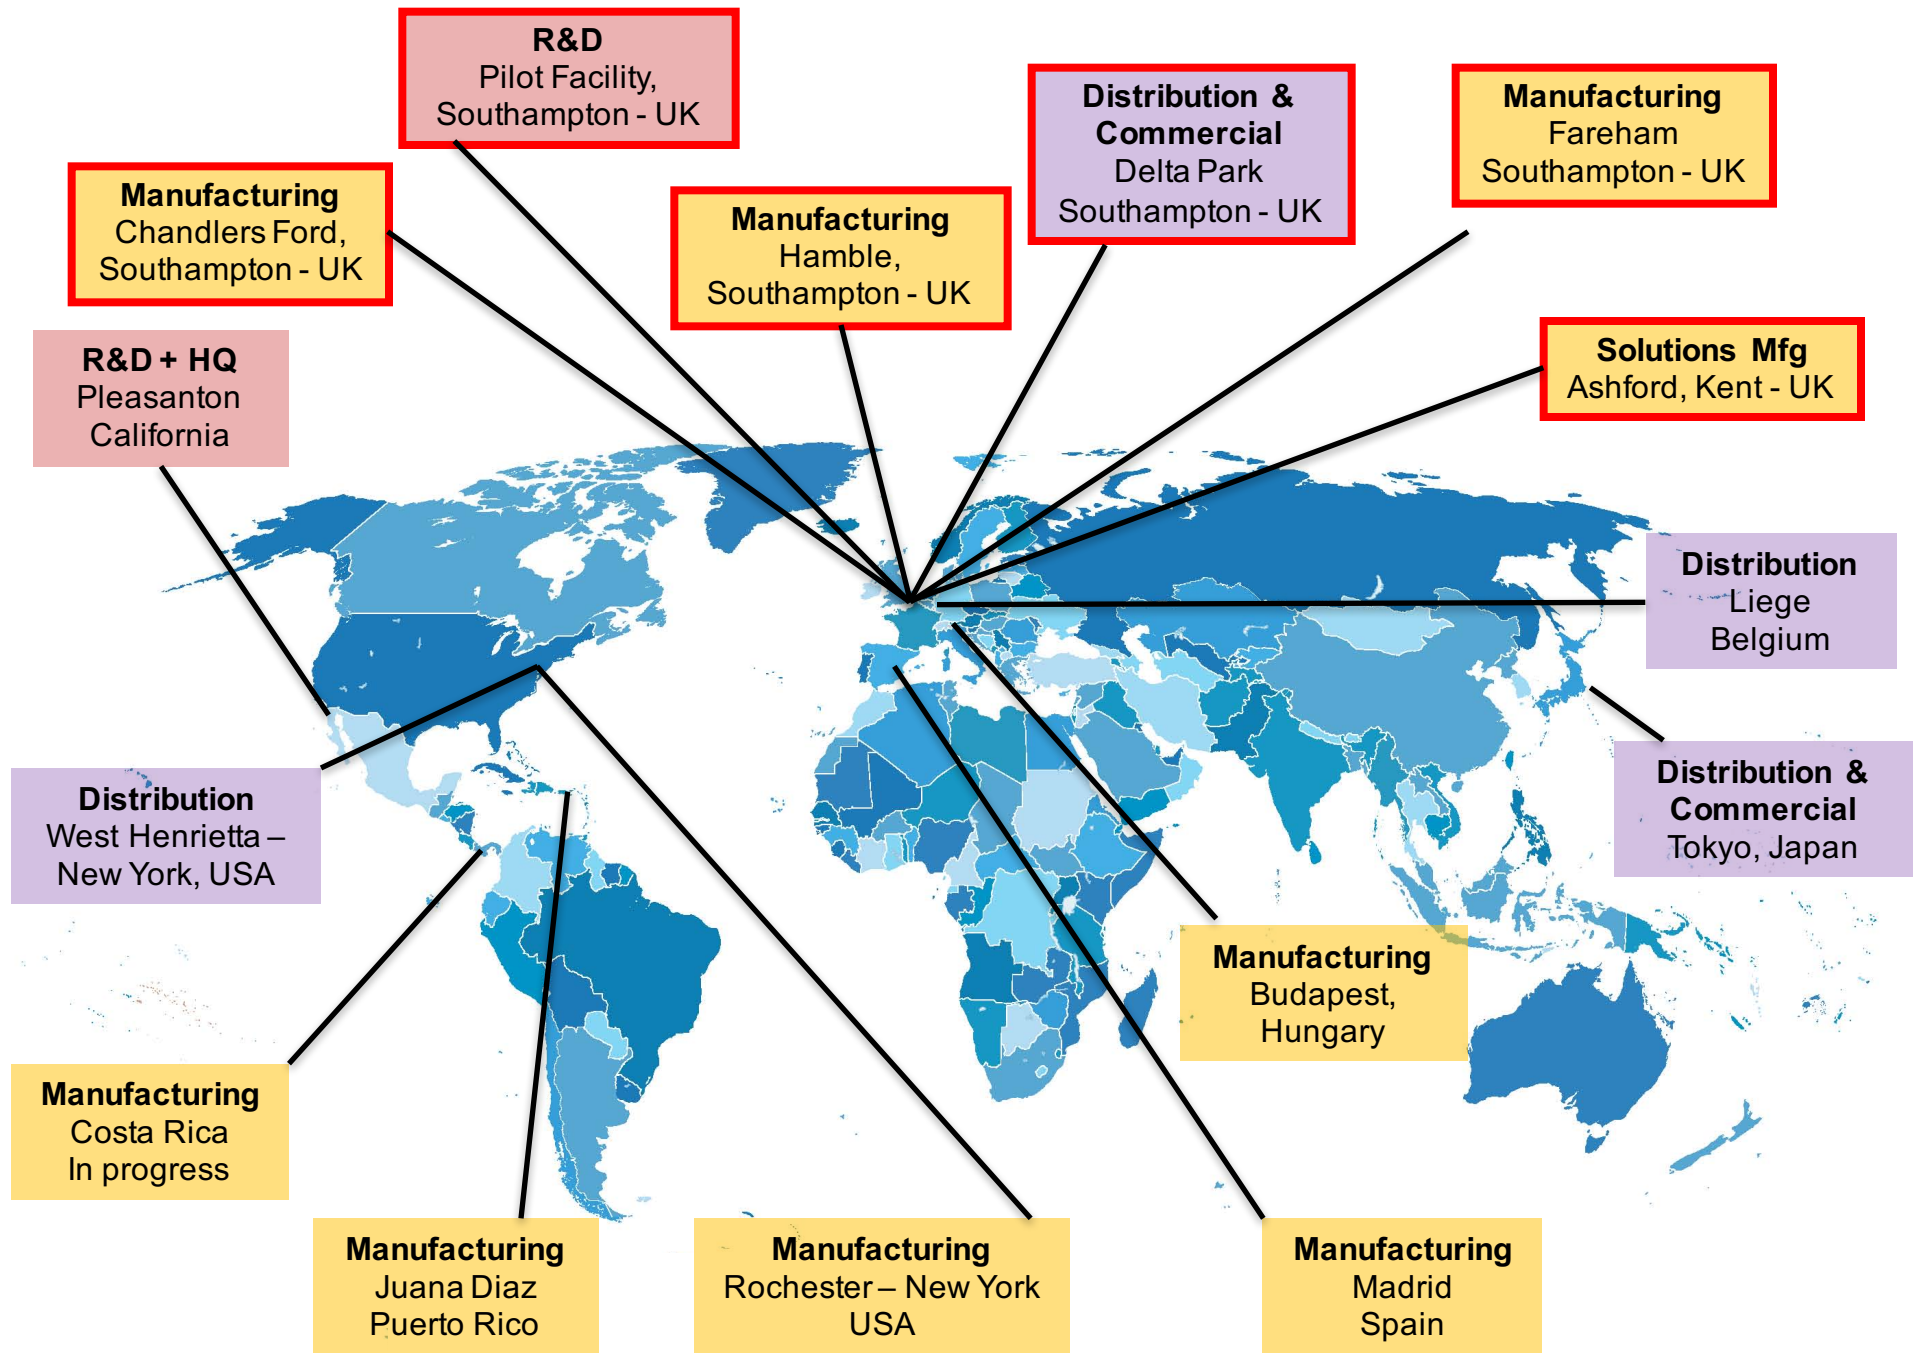 R&D
Pilot Facility,
Southampton - UK
Distribution &
Commercial
Delta Park
Southampton - UK
Manufacturing
Fareham
Southampton - UK
Manufacturing
Chandlers Ford,
Southampton - UK
Manufacturing
Hamble,
Southampton - UK
R&D + HQ
Pleasanton
California
Solutions Mfg
Ashford, Kent - UK
Distribution
Liege
Belgium
Distribution
West Henrietta –
New York, USA
Distribution &
Commercial
Tokyo, Japan
Manufacturing
Budapest,
Hungary
Manufacturing
Costa Rica
In progress
Manufacturing
Juana Diaz
Puerto Rico
Manufacturing
Rochester – New York
USA
Manufacturing
Madrid
Spain